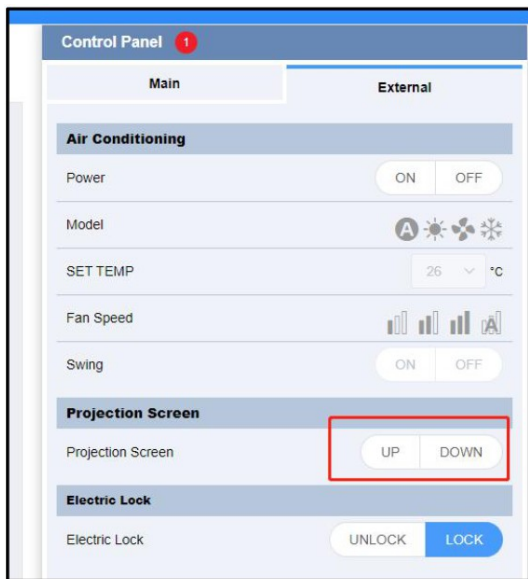 Control Panel 1
Main External
Air Conditioning
Power ON OFF
Model A
SET TEMP 26 °C
Fan Speed A
Swing ON OFF
Projection Screen
Projection Screen UP DOWN
Electric Lock
Electric Lock UNLOCK LOCK